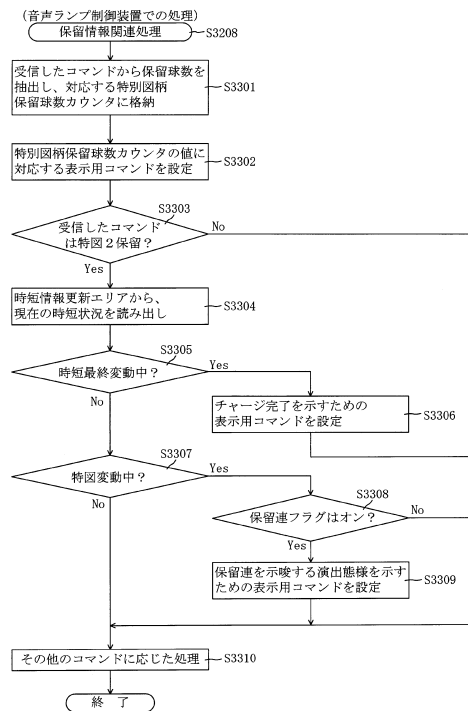 (音声ランプ制御装置での処理)
保留情報関連処理
S3208
受信したコマンドから保留球数を
抽出し、対応する特別図柄
保留球数カウンタに格納
S3301
特別図柄保留球数カウンタの値に
対応する表示用コマンドを設定
S3302
S3303
受信したコマンド
は特図2保留?
No
Yes
時短情報更新エリアから、
現在の時短状況を読み出し
S3304
S3305
時短最終変動中?
Yes
No
チャージ完了を示すための
表示用コマンドを設定
S3306
S3307
特図変動中?
Yes
No
S3308
保留連フラグはオン?
No
Yes
保留連を示唆する演出態様を示す
ための表示用コマンドを設定
S3309
その他のコマンドに応じた処理
S3310
終 了